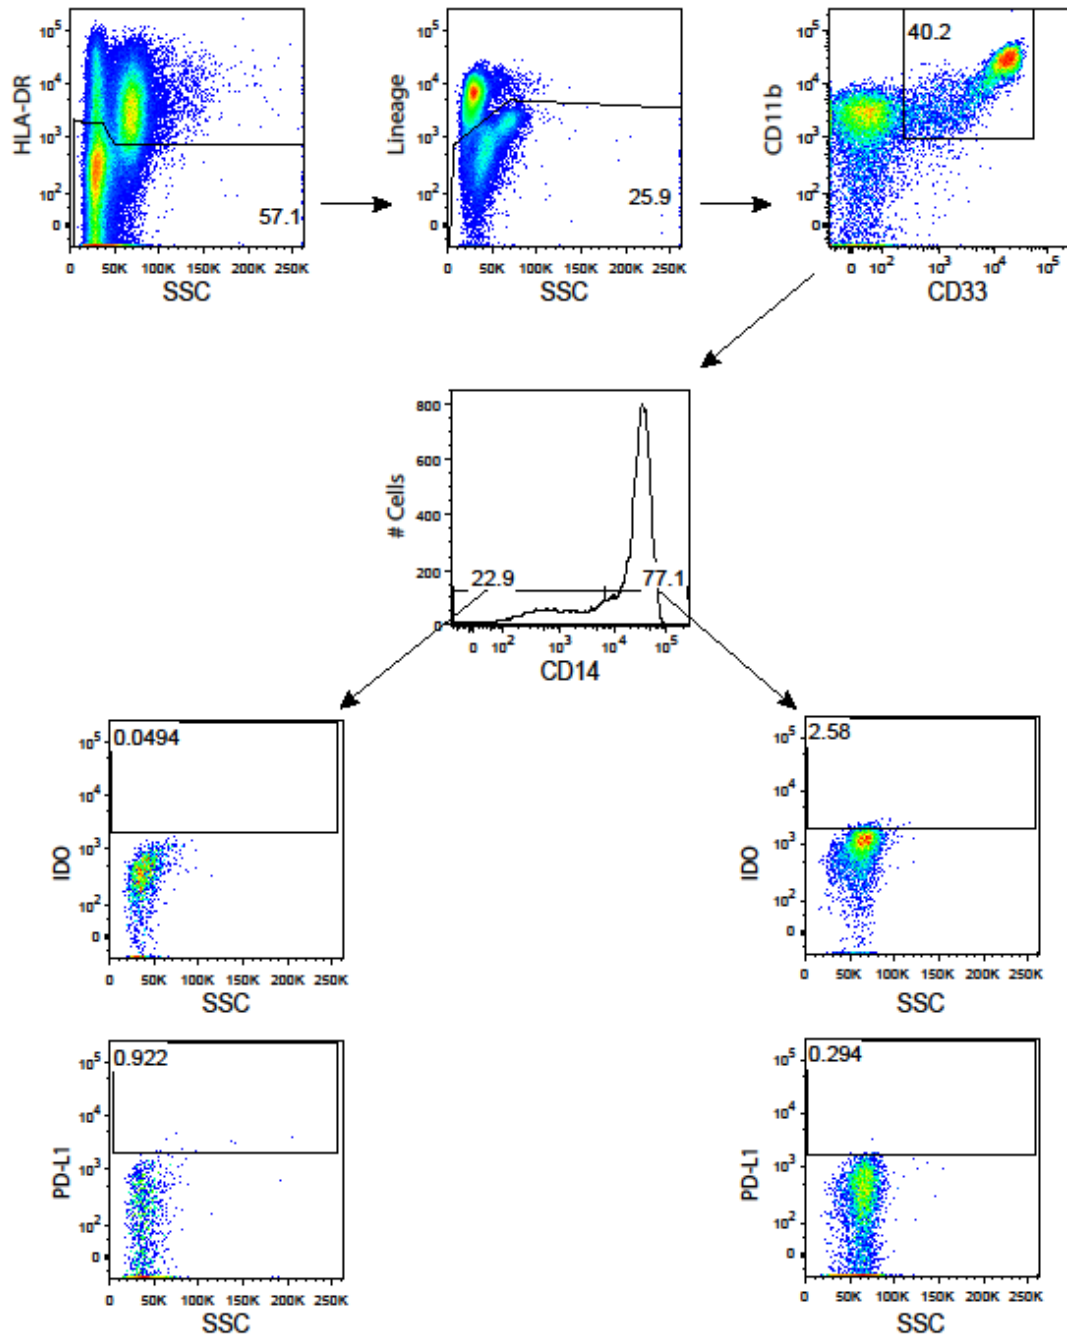 HLA-DR
10⁵
10⁴
10³
10²
0
57.1
0 50K 100K 150K 200K 250K
SSC
Lineage
10⁵
10⁴
10³
10²
0
25.9
0 50K 100K 150K 200K 250K
SSC
CD11b
10⁵
10⁴
10³
10²
0
40.2
0 10² 10³ 10⁴ 10⁵
CD33
# Cells
800
600
400
200
0
22.9 77.1
0 10² 10³ 10⁴ 10⁵
CD14
IDO
10⁵
10⁴
10³
10²
0
0.0494
0 50K 100K 150K 200K 250K
SSC
IDO
10⁵
10⁴
10³
10²
0
2.58
0 50K 100K 150K 200K 250K
SSC
PD-L1
10⁵
10⁴
10³
10²
0
0.922
0 50K 100K 150K 200K 250K
SSC
PD-L1
10⁵
10⁴
10³
10²
0
0.294
0 50K 100K 150K 200K 250K
SSC